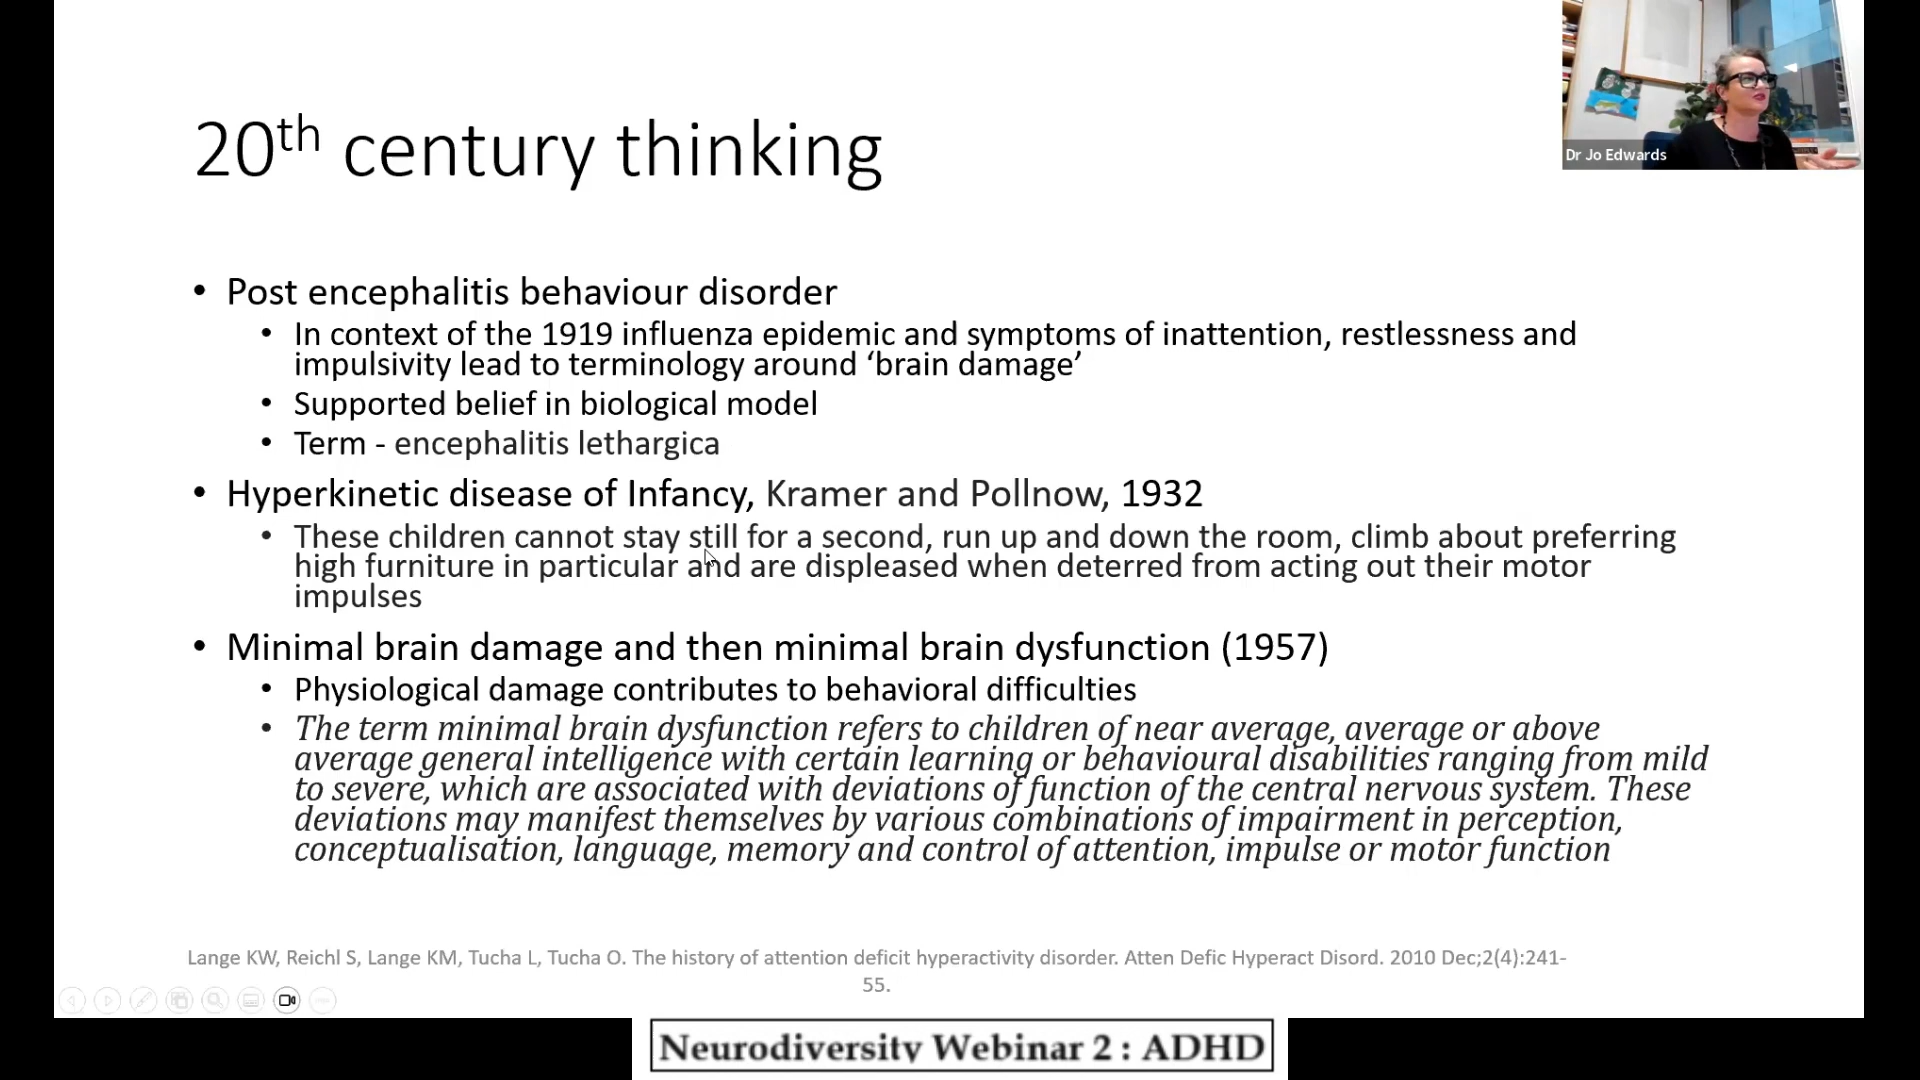 20th century thinking
Dr Jo Edwards
• Post encephalitis behaviour disorder
• In context of the 1919 influenza epidemic and symptoms of inattention, restlessness and
impulsivity lead to terminology around ‘brain damage’
• Supported belief in biological model
• Term - encephalitis lethargica
• Hyperkinetic disease of Infancy, Kramer and Pollnow, 1932
• These children cannot stay still for a second, run up and down the room, climb about preferring
high furniture in particular and are displeased when deterred from acting out their motor
impulses
• Minimal brain damage and then minimal brain dysfunction (1957)
• Physiological damage contributes to behavioral difficulties
• The term minimal brain dysfunction refers to children of near average, average or above
average general intelligence with certain learning or behavioural disabilities ranging from mild
to severe, which are associated with deviations of function of the central nervous system. These
deviations may manifest themselves by various combinations of impairment in perception,
conceptualisation, language, memory and control of attention, impulse or motor function
Lange KW, Reichl S, Lange KM, Tucha L, Tucha O. The history of attention deficit hyperactivity disorder. Atten Defic Hyperact Disord. 2010 Dec;2(4):241-
55.
Neurodiversity Webinar 2 : ADHD